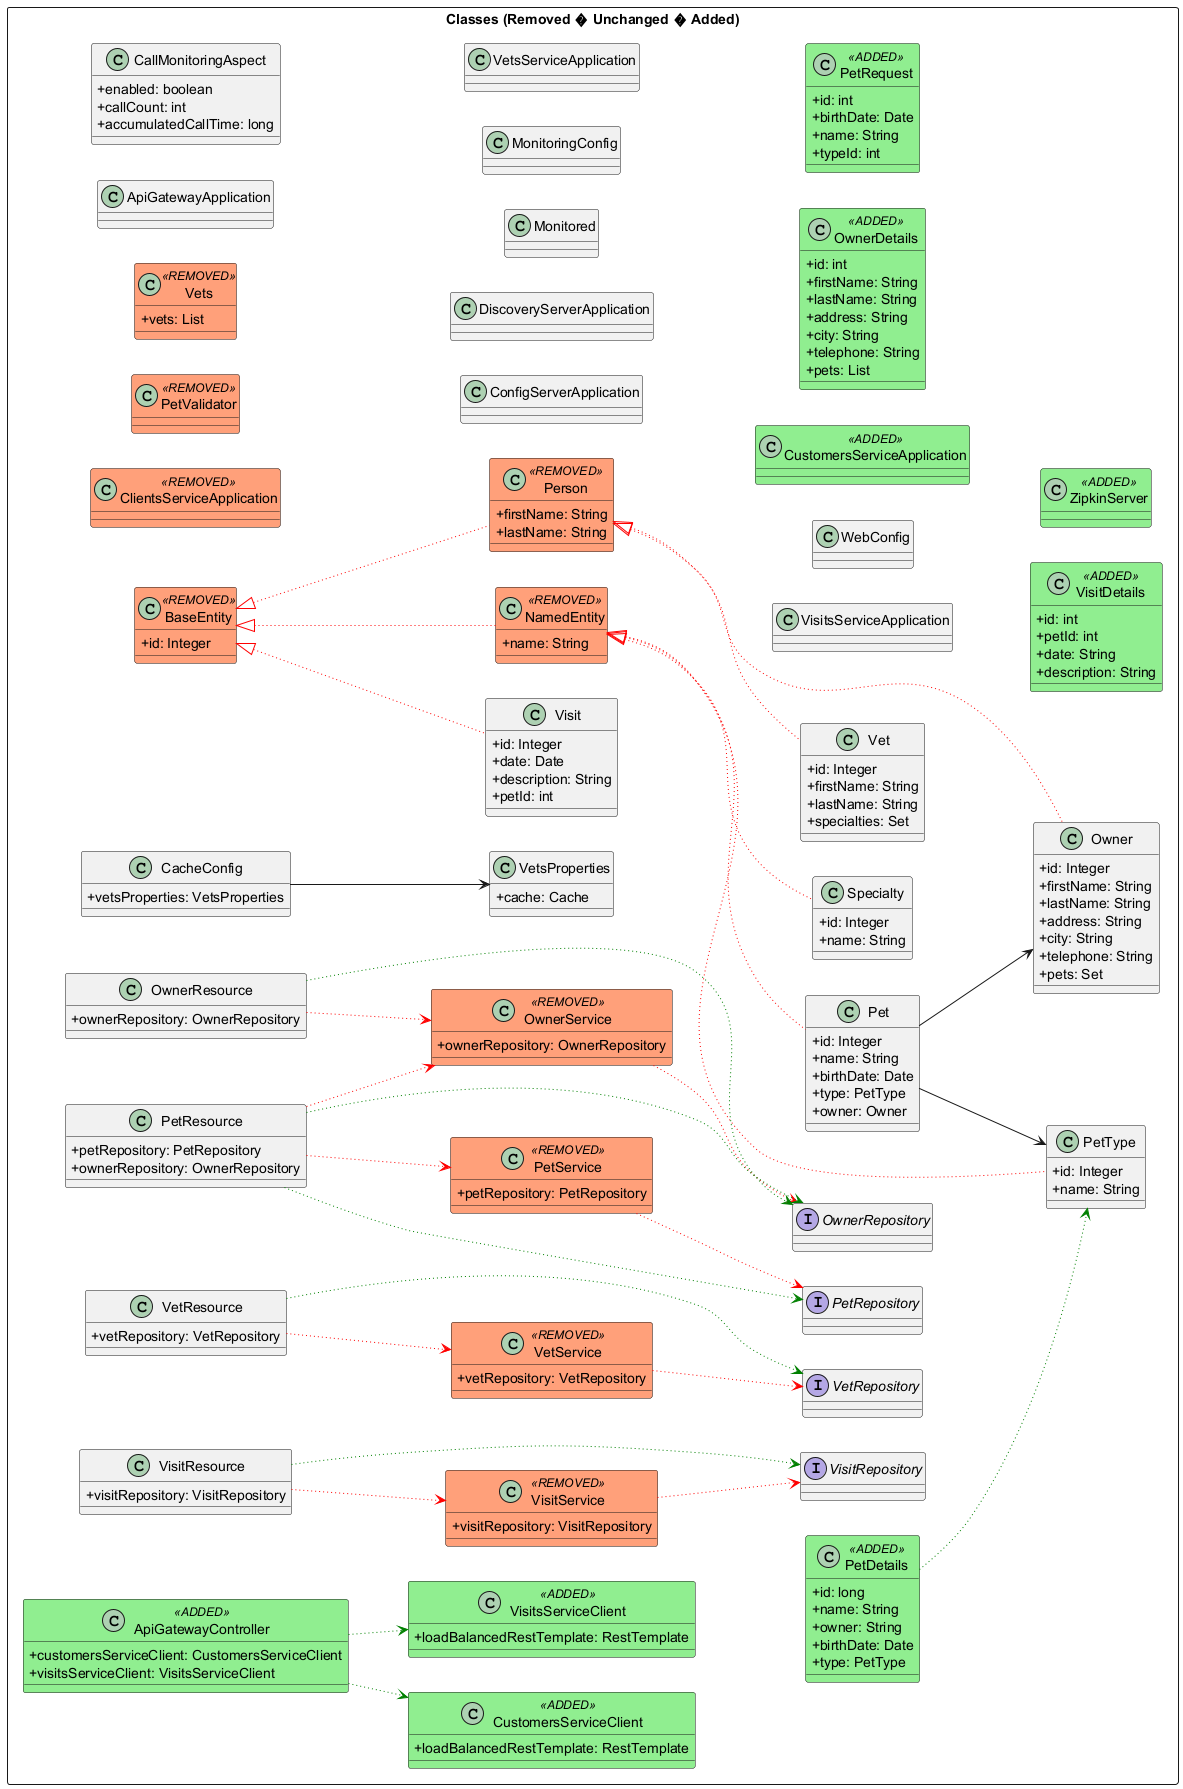 Classes (Removed � Unchanged � Added)
C CallMonitoringAspect
+enabled: boolean
+callCount: int
+accumulatedCallTime: long
C ApiGatewayApplication
C «REMOVED»
Vets
+vets: List
C «REMOVED»
PetValidator
C «REMOVED»
ClientsServiceApplication
C «REMOVED»
BaseEntity
+id: Integer
C CacheConfig
+vetsProperties: VetsProperties
C OwnerResource
+ownerRepository: OwnerRepository
C PetResource
+petRepository: PetRepository
+ownerRepository: OwnerRepository
C VetResource
+vetRepository: VetRepository
C VisitResource
+visitRepository: VisitRepository
C «ADDED»
ApiGatewayController
+customersServiceClient: CustomersServiceClient
+visitsServiceClient: VisitsServiceClient
C VetsServiceApplication
C MonitoringConfig
C Monitored
C DiscoveryServerApplication
C ConfigServerApplication
C «REMOVED»
Person
+firstName: String
+lastName: String
C «REMOVED»
NamedEntity
+name: String
C Visit
+id: Integer
+date: Date
+description: String
+petId: int
C VetsProperties
+cache: Cache
C «REMOVED»
OwnerService
+ownerRepository: OwnerRepository
C «REMOVED»
PetService
+petRepository: PetRepository
C «REMOVED»
VetService
+vetRepository: VetRepository
C «REMOVED»
VisitService
+visitRepository: VisitRepository
C «ADDED»
VisitsServiceClient
+loadBalancedRestTemplate: RestTemplate
C «ADDED»
CustomersServiceClient
+loadBalancedRestTemplate: RestTemplate
C «ADDED»
PetRequest
+id: int
+birthDate: Date
+name: String
+typeId: int
C «ADDED»
OwnerDetails
+id: int
+firstName: String
+lastName: String
+address: String
+city: String
+telephone: String
+pets: List
C «ADDED»
CustomersServiceApplication
C WebConfig
C VisitsServiceApplication
C Vet
+id: Integer
+firstName: String
+lastName: String
+specialties: Set
C Specialty
+id: Integer
+name: String
C Pet
+id: Integer
+name: String
+birthDate: Date
+type: PetType
+owner: Owner
I OwnerRepository
I PetRepository
I VetRepository
I VisitRepository
C «ADDED»
PetDetails
+id: long
+name: String
+owner: String
+birthDate: Date
+type: PetType
C «ADDED»
ZipkinServer
C «ADDED»
VisitDetails
+id: int
+petId: int
+date: String
+description: String
C Owner
+id: Integer
+firstName: String
+lastName: String
+address: String
+city: String
+telephone: String
+pets: Set
C PetType
+id: Integer
+name: String